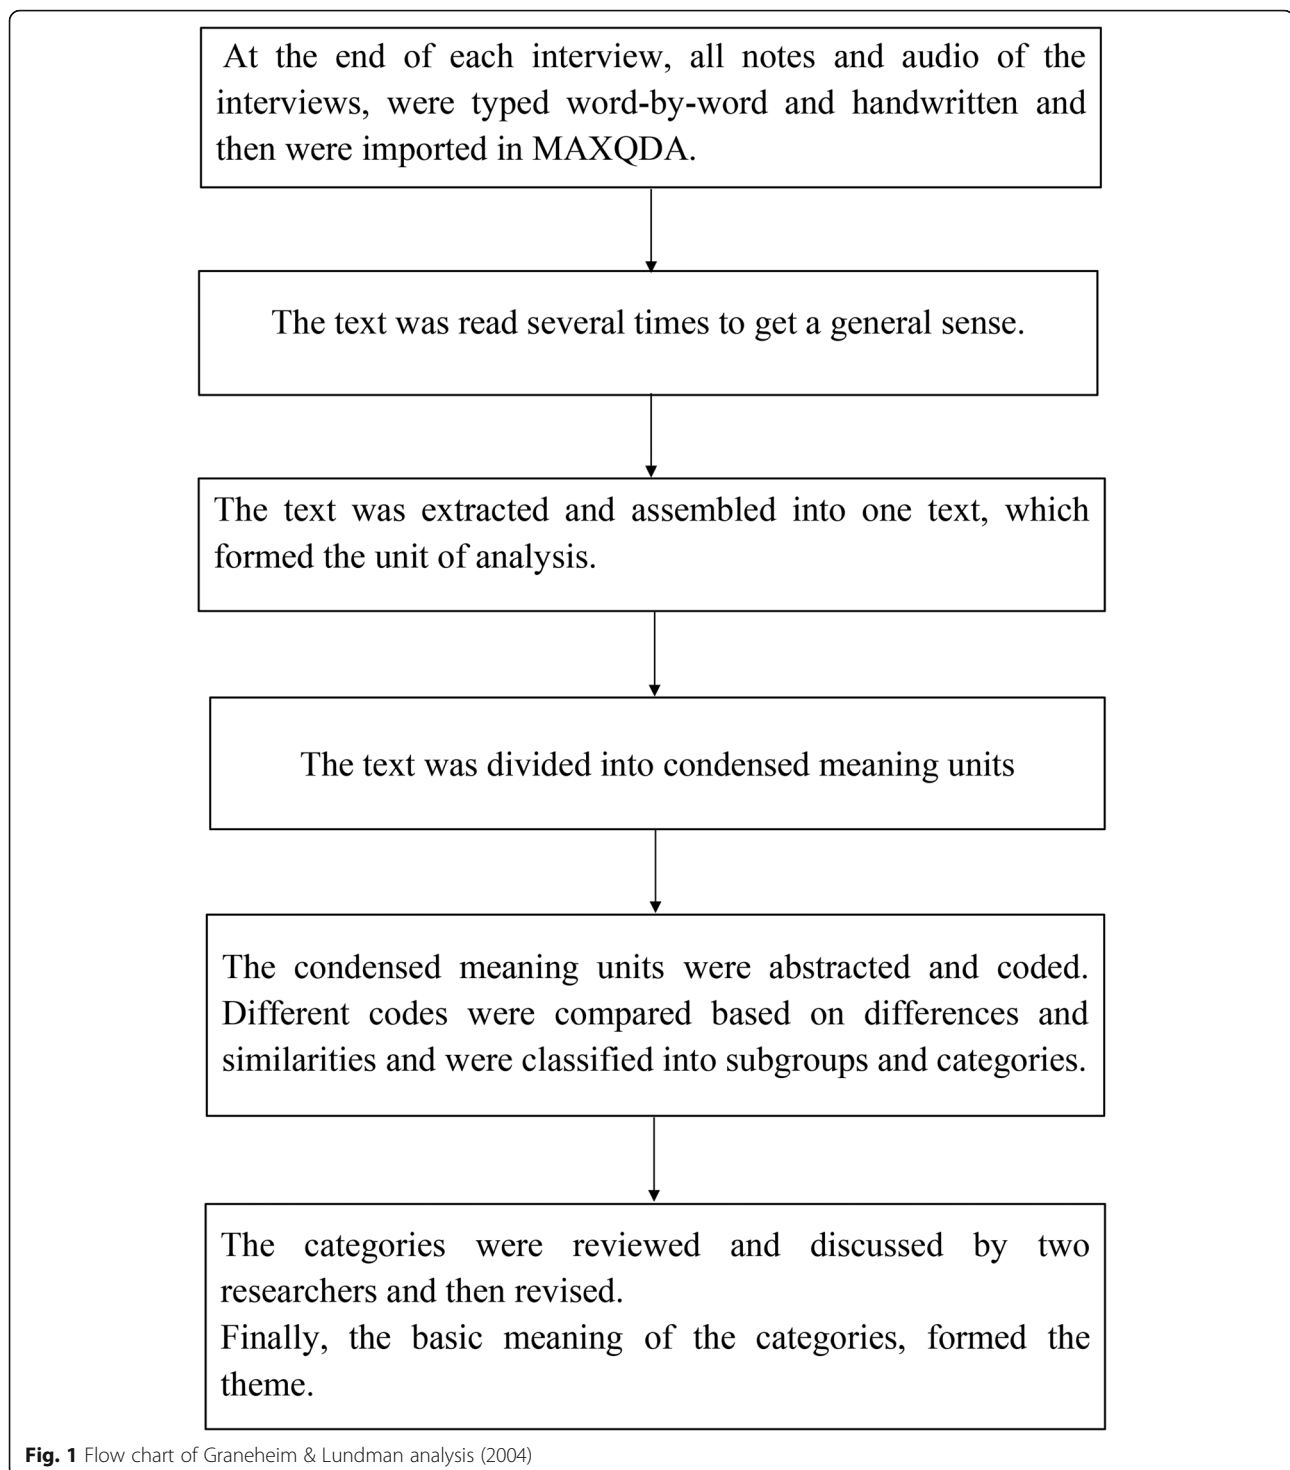 At the end of each interview, all notes and audio of the
interviews, were typed word-by-word and handwritten and
then were imported in MAXQDA.
The text was read several times to get a general sense.
The text was extracted and assembled into one text, which
formed the unit of analysis.
The text was divided into condensed meaning units
The condensed meaning units were abstracted and coded.
Different codes were compared based on differences and
similarities and were classified into subgroups and categories.
The categories were reviewed and discussed by two
researchers and then revised.
Finally, the basic meaning of the categories, formed the
theme.
Fig. 1 Flow chart of Graneheim & Lundman analysis (2004)